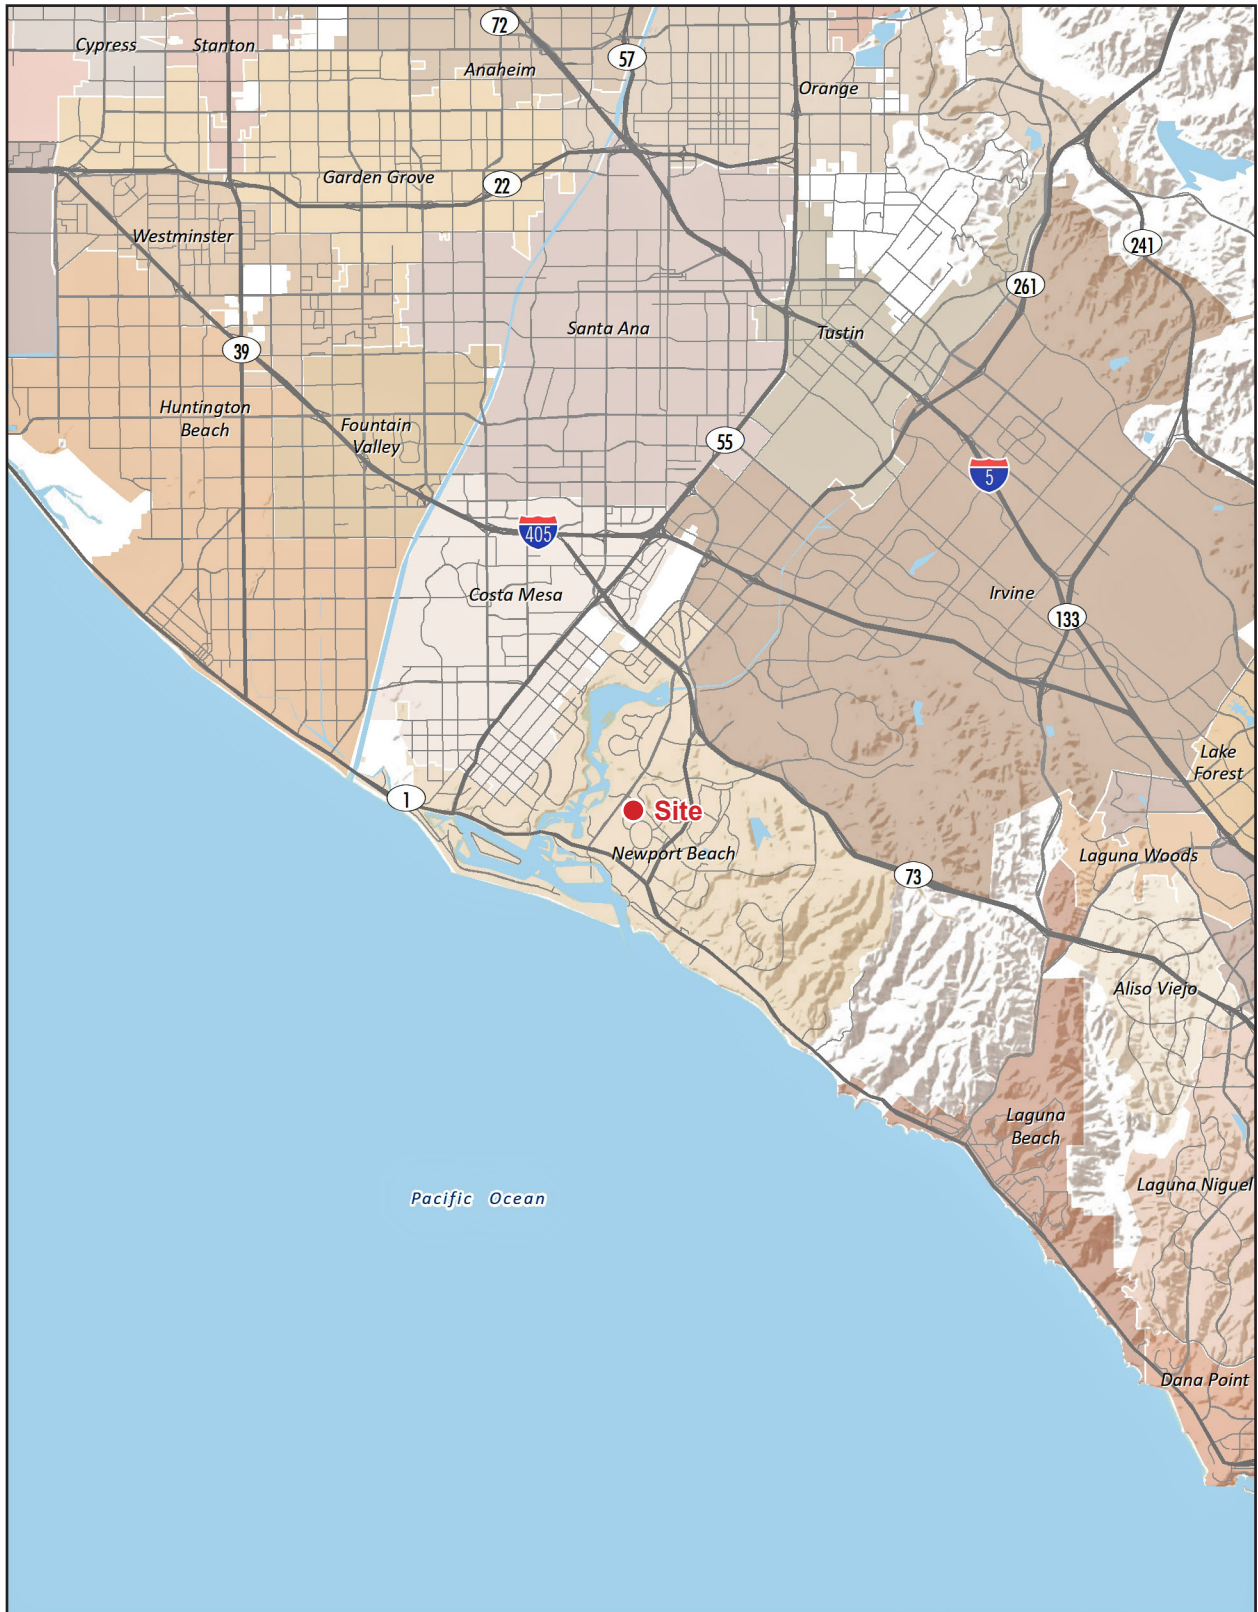 72
Cypress
Stanton
57
Anaheim
Orange
Garden Grove
22
Westminster
241
261
Santa Ana
Tustin
39
Huntington
Beach
Fountain
Valley
55
5
405
Costa Mesa
Irvine
133
Lake
Forest
1
Site
Newport Beach
Laguna Woods
73
Aliso Viejo
Laguna
Beach
Laguna Niguel
Pacific Ocean
Dana Point